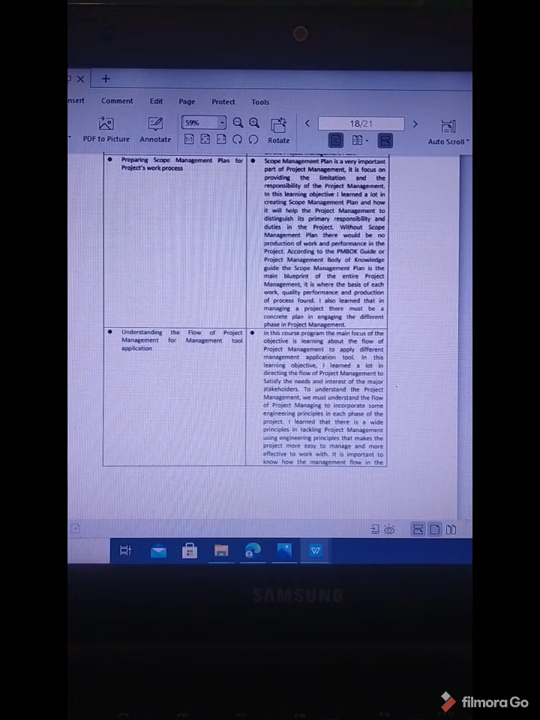 nsert Comment Edit Page Protect Tools
59%
18/21
PDF to Picture Annotate Rotate Auto Scroll
Preparing Scope Management Plan for
Project's work process
Scope Management Plan is a very important
part of Project Management, it is focus on
providing the limitation and the
responsibility of the Project Management.
In this learning objective I learned a lot in
creating Scope Management Plan and how
it will help the Project Management to
distinguish its primary responsibility and
duties in the Project. Without Scope
Management Plan there would be no
production of work and performance in the
Project. According to the PMBOK Guide or
Project Management Body of Knowledge
guide the Scope Management Plan is the
main blueprint of the entire Project
Management, it is where the basis of each
work, quality performance and production
of process found. I also learned that in
managing a project there must be a
concrete plan in engaging the different
phase in Project Management.
Understanding the Flow of Project
Management for Management tool
application
In this course program the main focus of the
objective is learning about the flow of
Project Management to apply different
management application tool. In this
learning objective, I learned a lot in
directing the flow of Project Management to
Satisfy the needs and interest of the major
stakeholders. To understand the Project
Management, we must understand the flow
of Project Managing to incorporate some
engineering principles in each phase of the
project. I learned that there is a wide
principles in tackling Project Management
using engineering principles that makes the
project more easy to manage and more
effective to work with. It is important to
know how the management flow in the
SAMSUNG
filmoraGo